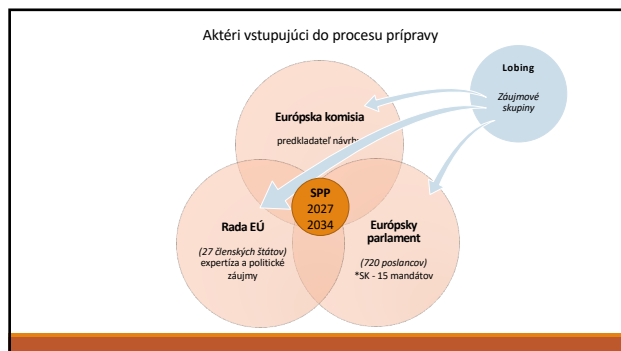 Aktéri vstupujúci do procesu prípravy
Lobing
Záujmové
skupiny
Európska komisia
predkladateľ návrhu
SPP
2027
2034
Rada EÚ
(27 členských štátov)
expertíza a politické
záujmy
Európsky
parlament
(720 poslancov)
*SK - 15 mandátov